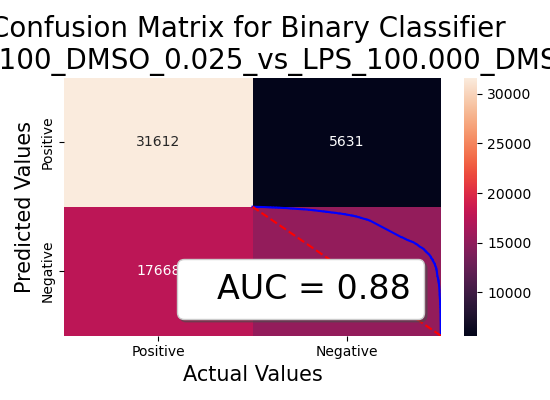 Confusion Matrix for Binary Classifier
100_DMSO_0.025_vs_LPS_100.000_DMS
Predicted Values
Positive
Negative
31612
5631
17668
AUC = 0.88
Positive
Negative
Actual Values
30000
25000
20000
15000
10000